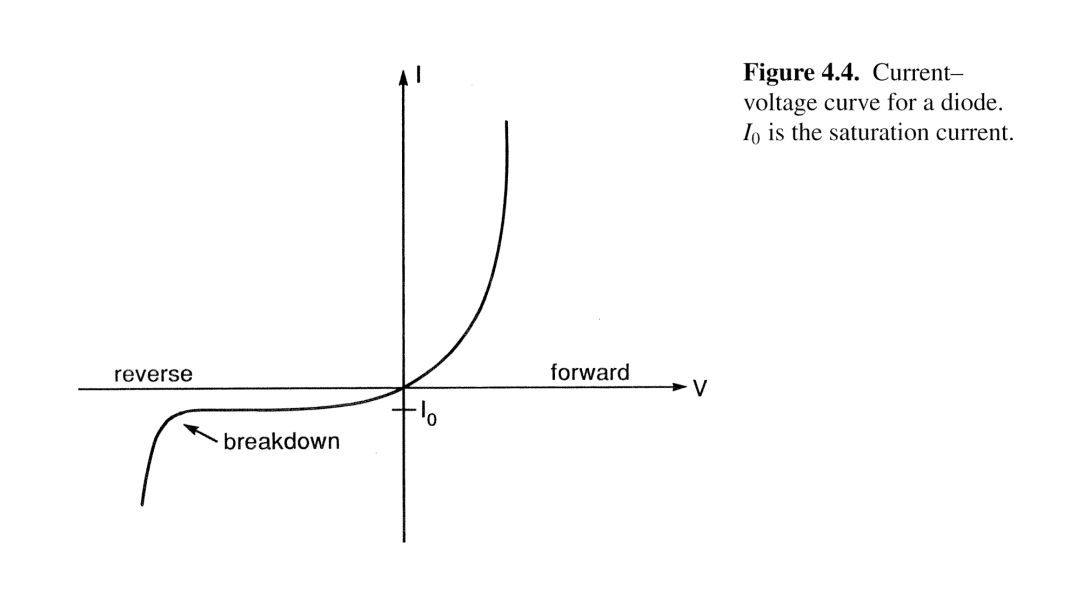 I
Figure 4.4. Current–
voltage curve for a diode.
I0 is the saturation current.
reverse
forward
V
I0
breakdown